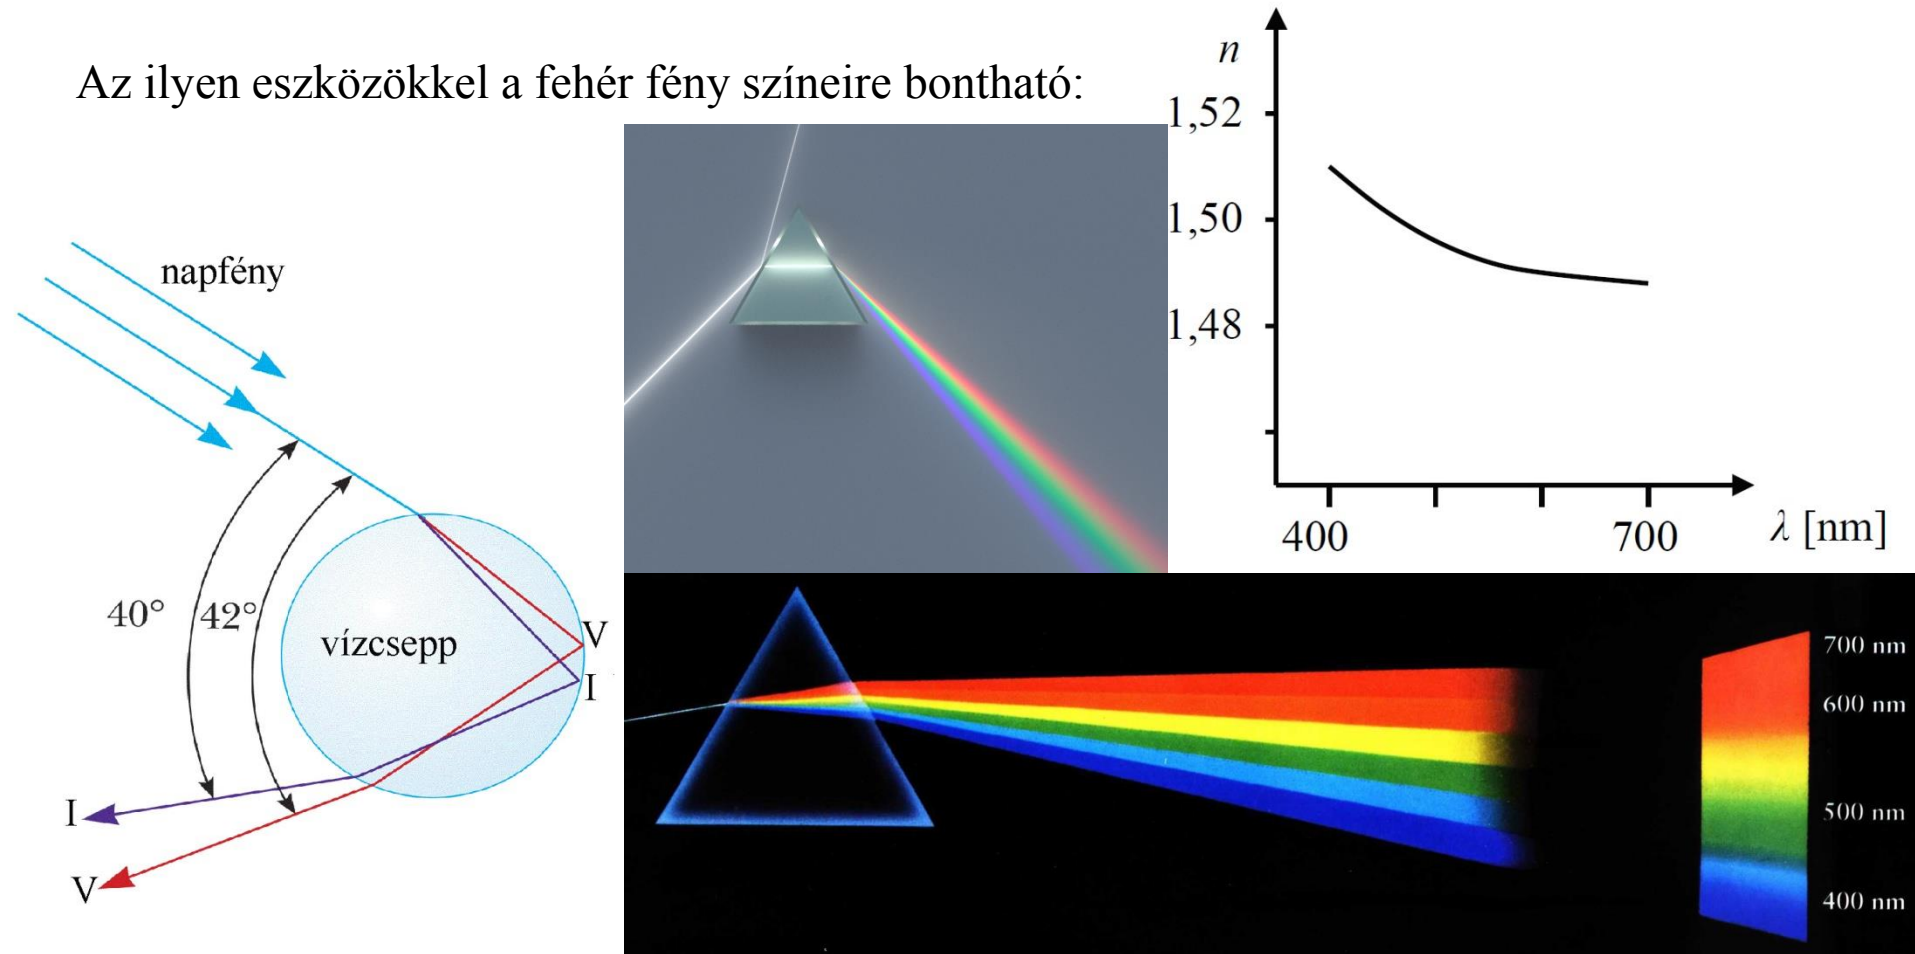 Az ilyen eszközökkel a fehér fény színeire bontható:
n
1,52
1,50
1,48
400
700
λ [nm]
napfény
40°
42°
vízcsepp
V
I
I
V
700 nm
600 nm
500 nm
400 nm